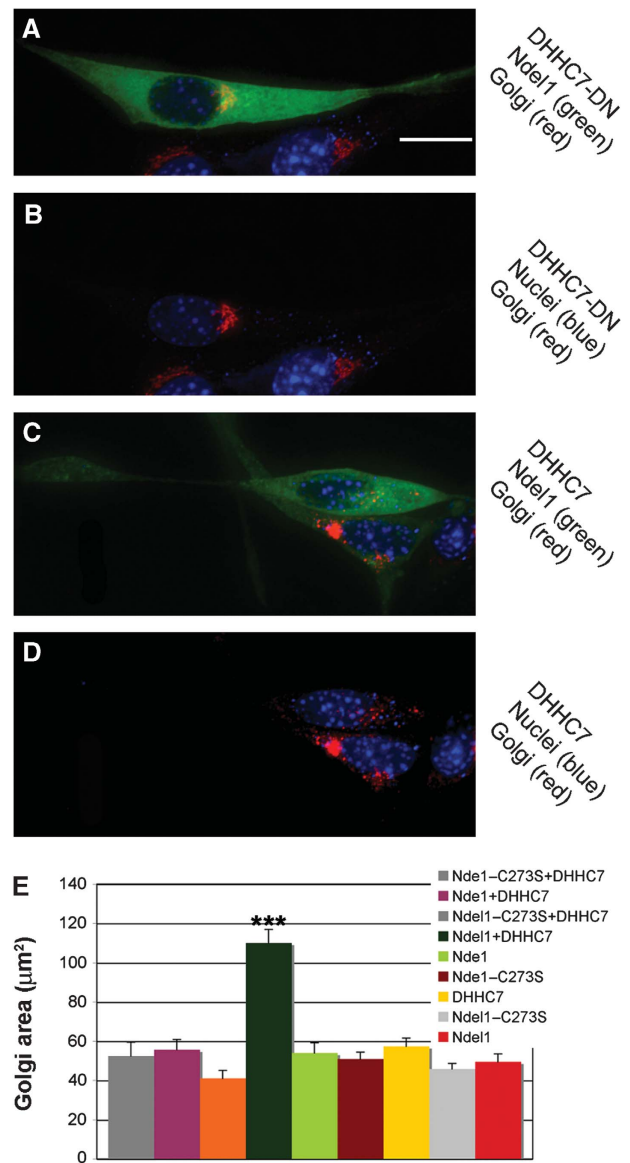 A
DHHC7-DN
Ndel1 (green)
Golgi (red)
B
DHHC7-DN
Nuclei (blue)
Golgi (red)
C
DHHC7
Ndel1 (green)
Golgi (red)
D
DHHC7
Nuclei (blue)
Golgi (red)
E
Golgi area (μm²)
140
120
100
80
60
40
20
0
***
Nde1–C273S+DHHC7
Nde1+DHHC7
Ndel1–C273S+DHHC7
Ndel1+DHHC7
Nde1
Nde1–C273S
DHHC7
Ndel1–C273S
Ndel1